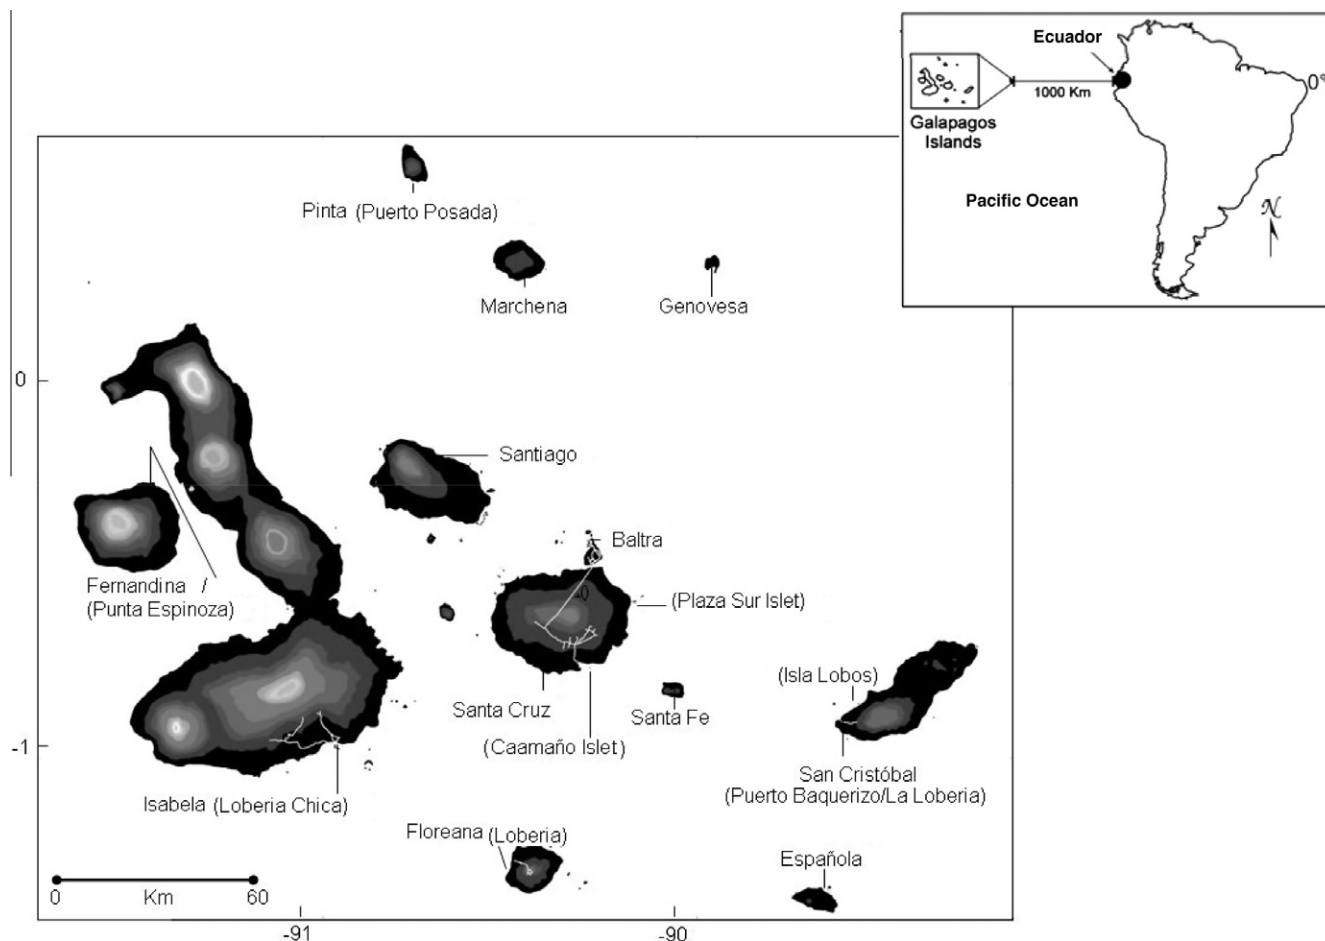 Ecuador
0°
1000 Km
Galapagos
Islands
Pacific Ocean
N
Pinta (Puerto Posada)
Marchena
Genovesa
0
Santiago
Baltra
Fernandina /
(Punta Espinoza)
(Plaza Sur Islet)
(Isla Lobos)
Santa Cruz
Santa Fe
-1
(Caamaño Islet)
San Cristóbal
(Puerto Baquerizo/La Loberia)
Isabela (Loberia Chica)
Floreana (Loberia)
Española
0 Km 60
-91
-90